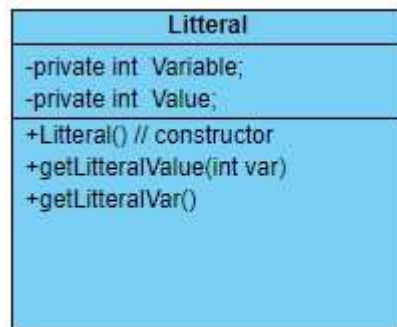 Litteral
-private int Variable;
-private int Value;
+Litteral() // constructor
+getLitteralValue(int var)
+getLitteralVar()